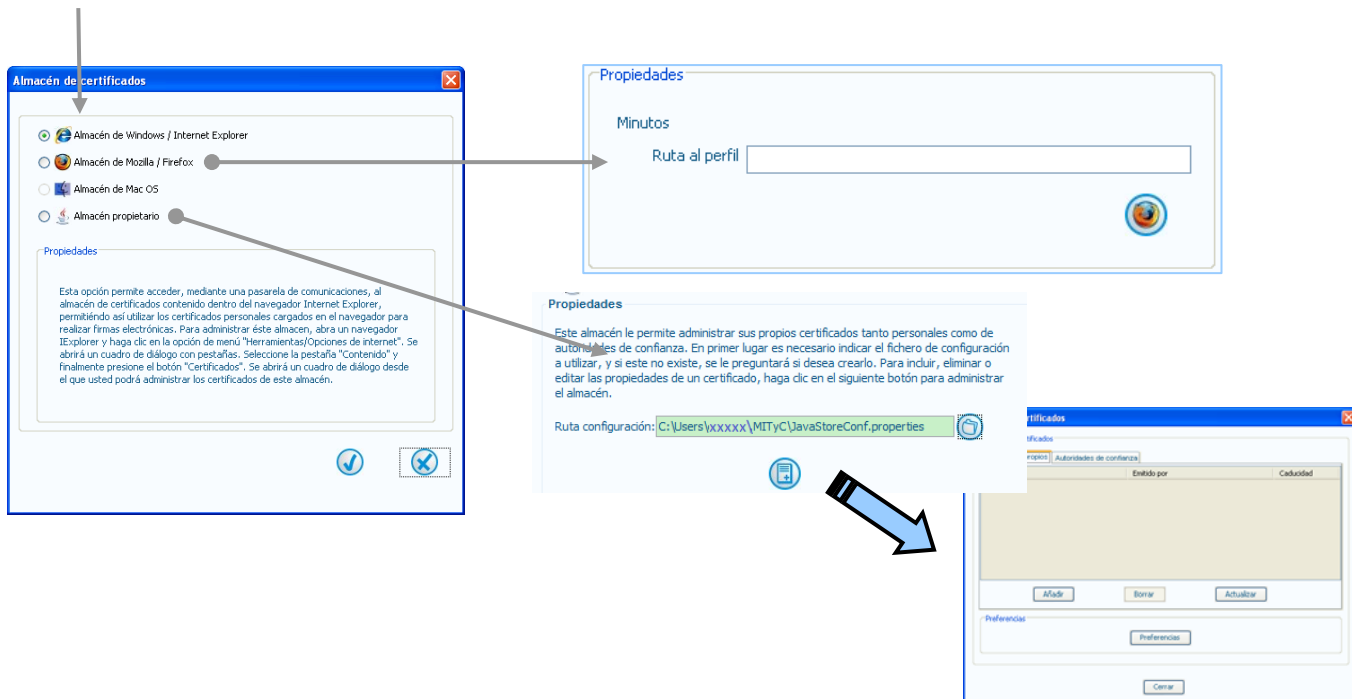 Almacén de certificados
Almacén de Windows / Internet Explorer
Almacén de Mozilla / Firefox
Almacén de Mac OS
Almacén propietario
Propiedades
Esta opción permite acceder, mediante una pasarela de comunicaciones, al
almacén de certificados contenido dentro del navegador Internet Explorer,
permitiéndo así utilizar los certificados personales cargados en el navegador para
realizar firmas electrónicas. Para administrar éste almacen, abra un navegador
IExplorer y haga clic en la opción de menú "Herramientas/Opciones de internet". Se
abrirá un cuadro de diálogo con pestañas. Seleccione la pestaña "Contenido" y
finalmente presione el botón "Certificados". Se abrirá un cuadro de diálogo desde
el que usted podrá administrar los certificados de este almacén.
Propiedades
Minutos
Ruta al perfil
Propiedades
Este almacén le permite administrar sus propios certificados tanto personales como de
autoridades de confianza. En primer lugar es necesario indicar el fichero de configuración
a utilizar, y si este no existe, se le preguntará si desea crearlo. Para incluir, eliminar o
editar las propiedades de un certificado, haga clic en el siguiente botón para administrar
el almacén.
Ruta configuración: C:\Users\xxxxx\MITyC\JavaStoreConf.properties
rtificados
tificados
ropios Autoridades de confianza
Emitido por Caducidad
Añadir Borrar Actualizar
Preferencias
Preferencias
Cerrar